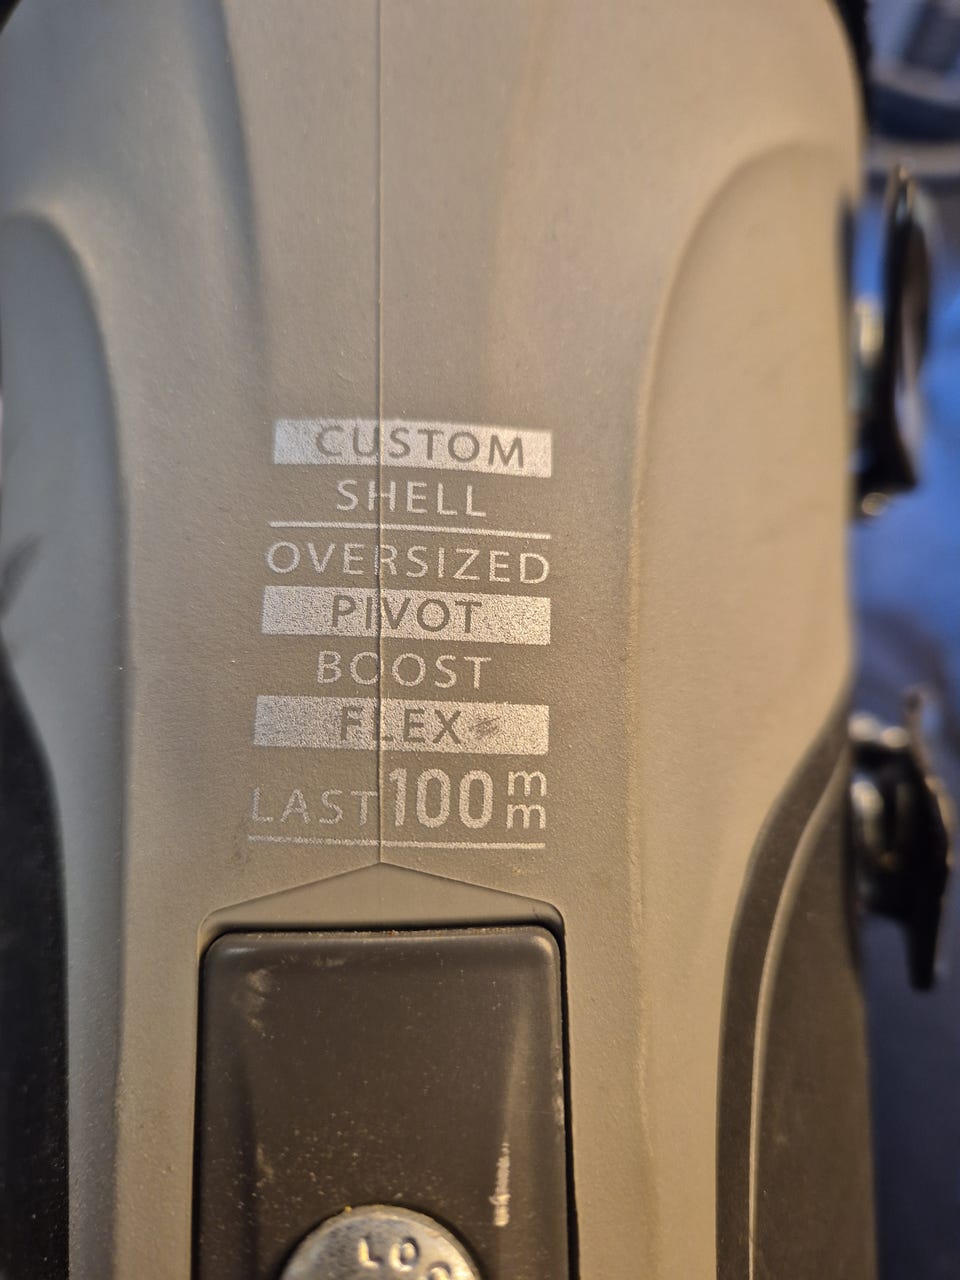 CUSTOM
SHELL
OVERSIZED
PIVOT
BOOST
FLEX
LAST 100 mm